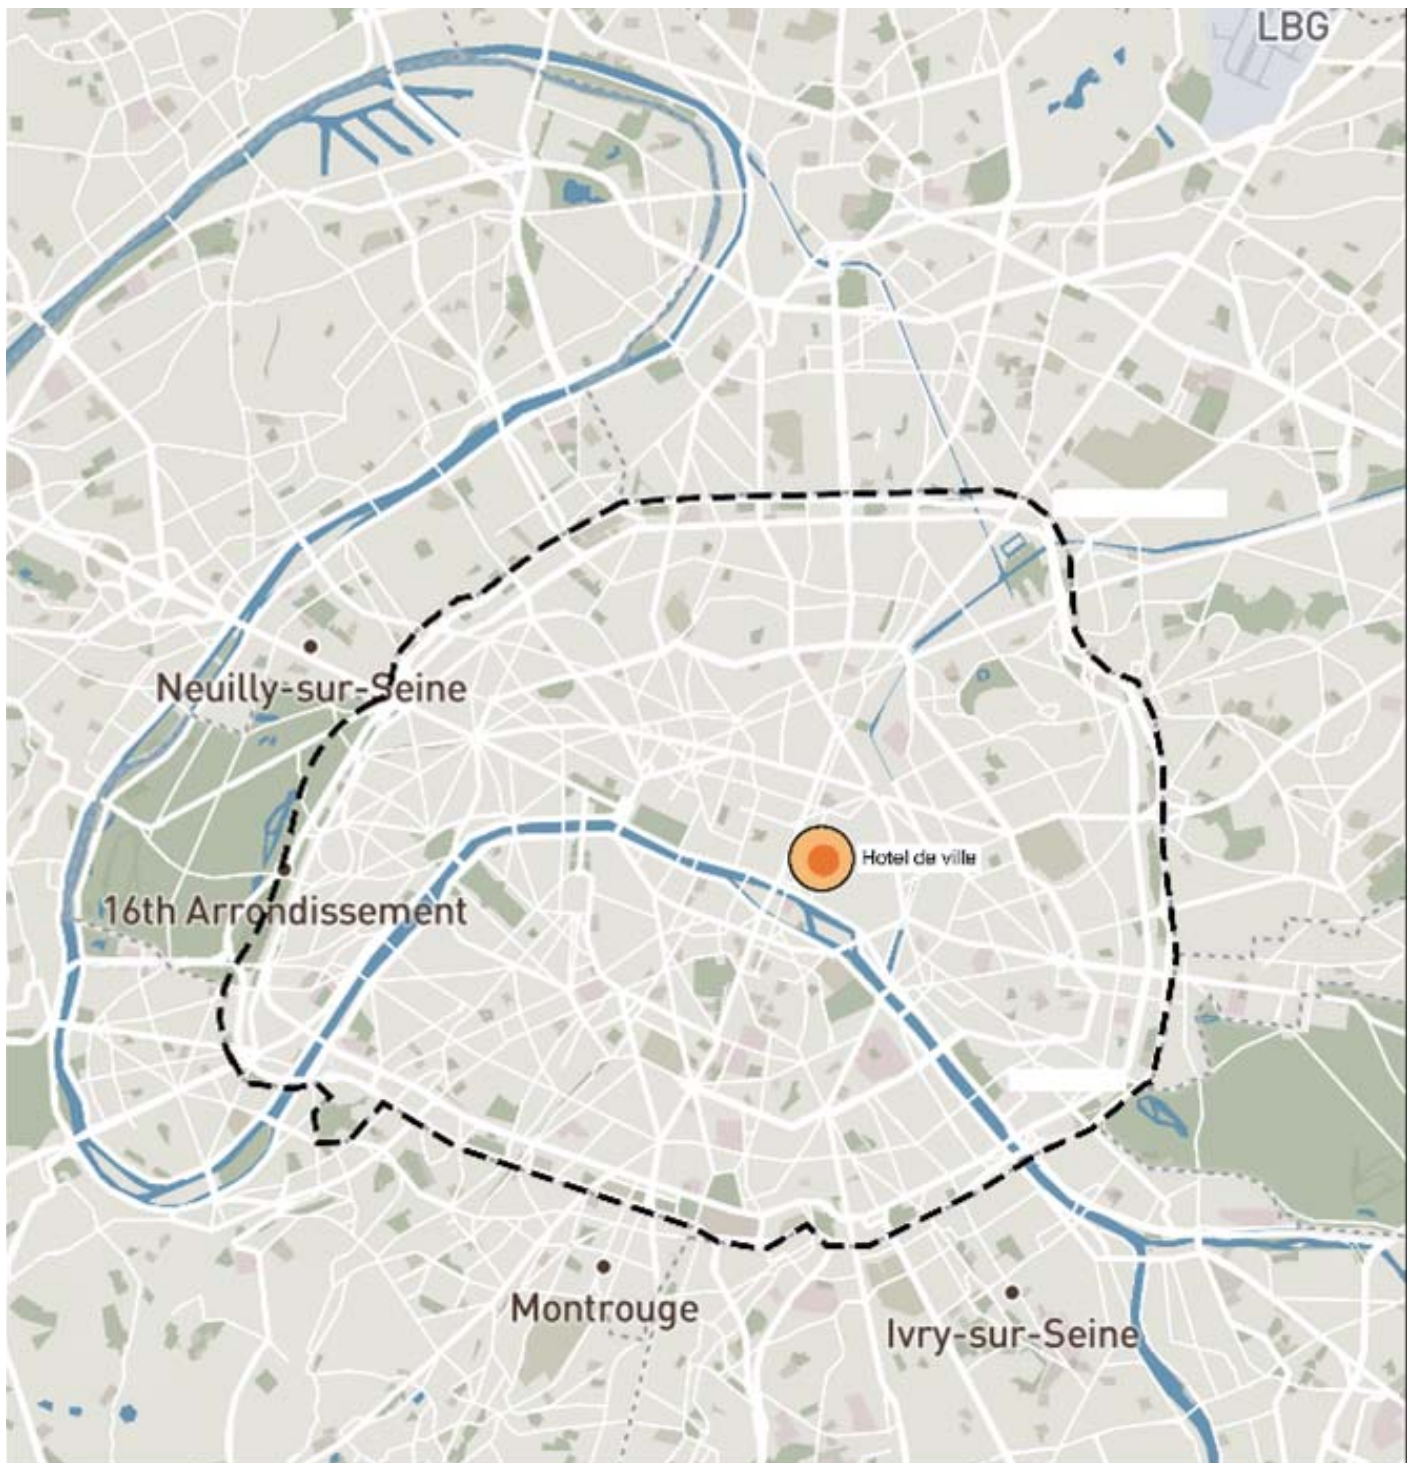 LBG
Neuilly-sur-Seine
Hotel de ville
16th Arrondissement
Montrouge
Ivry-sur-Seine